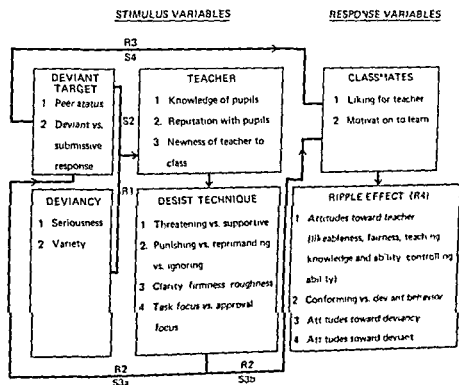 STIMULUS VARIABLES
RESPONSE VARIABLES
R3
S4
DEVIANT
TARGET
1 Peer status
2 Deviant vs.
submissive
response
S2
R1
TEACHER
1 Knowledge of pupils
2. Reputation with pupils
3 Newness of teacher to
class
CLASSMATES
1 Liking for teacher
2 Motivation to learn
DEVIANCY
1 Seriousness
2 Variety
DESIST TECHNIQUE
1 Threatening vs. supportive
2 Punishing vs. reprimanding
vs. ignoring
3 Clarity firmness roughness
4 Task focus vs. approval
focus
RIPPLE EFFECT (R4)
1 Attitudes toward teacher
(likeableness, fairness, teaching
knowledge and ability controlling
ability)
2 Conforming vs. deviant behavior
3 Attitudes toward deviancy
4 Attitudes toward deviant
R2
S3a
R2
S3b